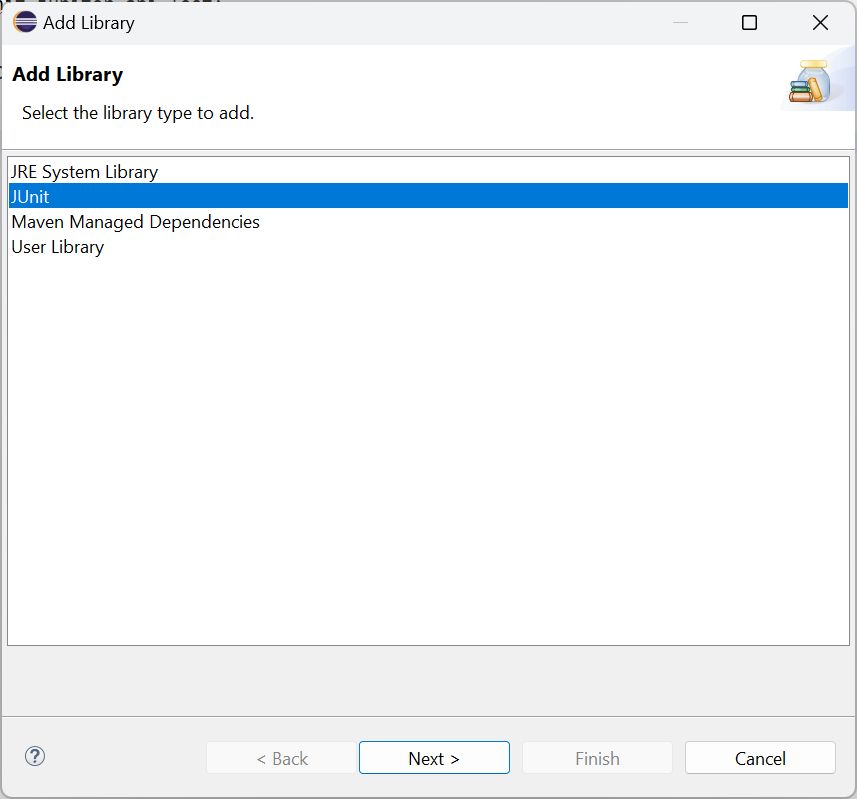 Add Library
Add Library
Select the library type to add.
JRE System Library
JUnit
Maven Managed Dependencies
User Library
?
< Back
Next >
Finish
Cancel